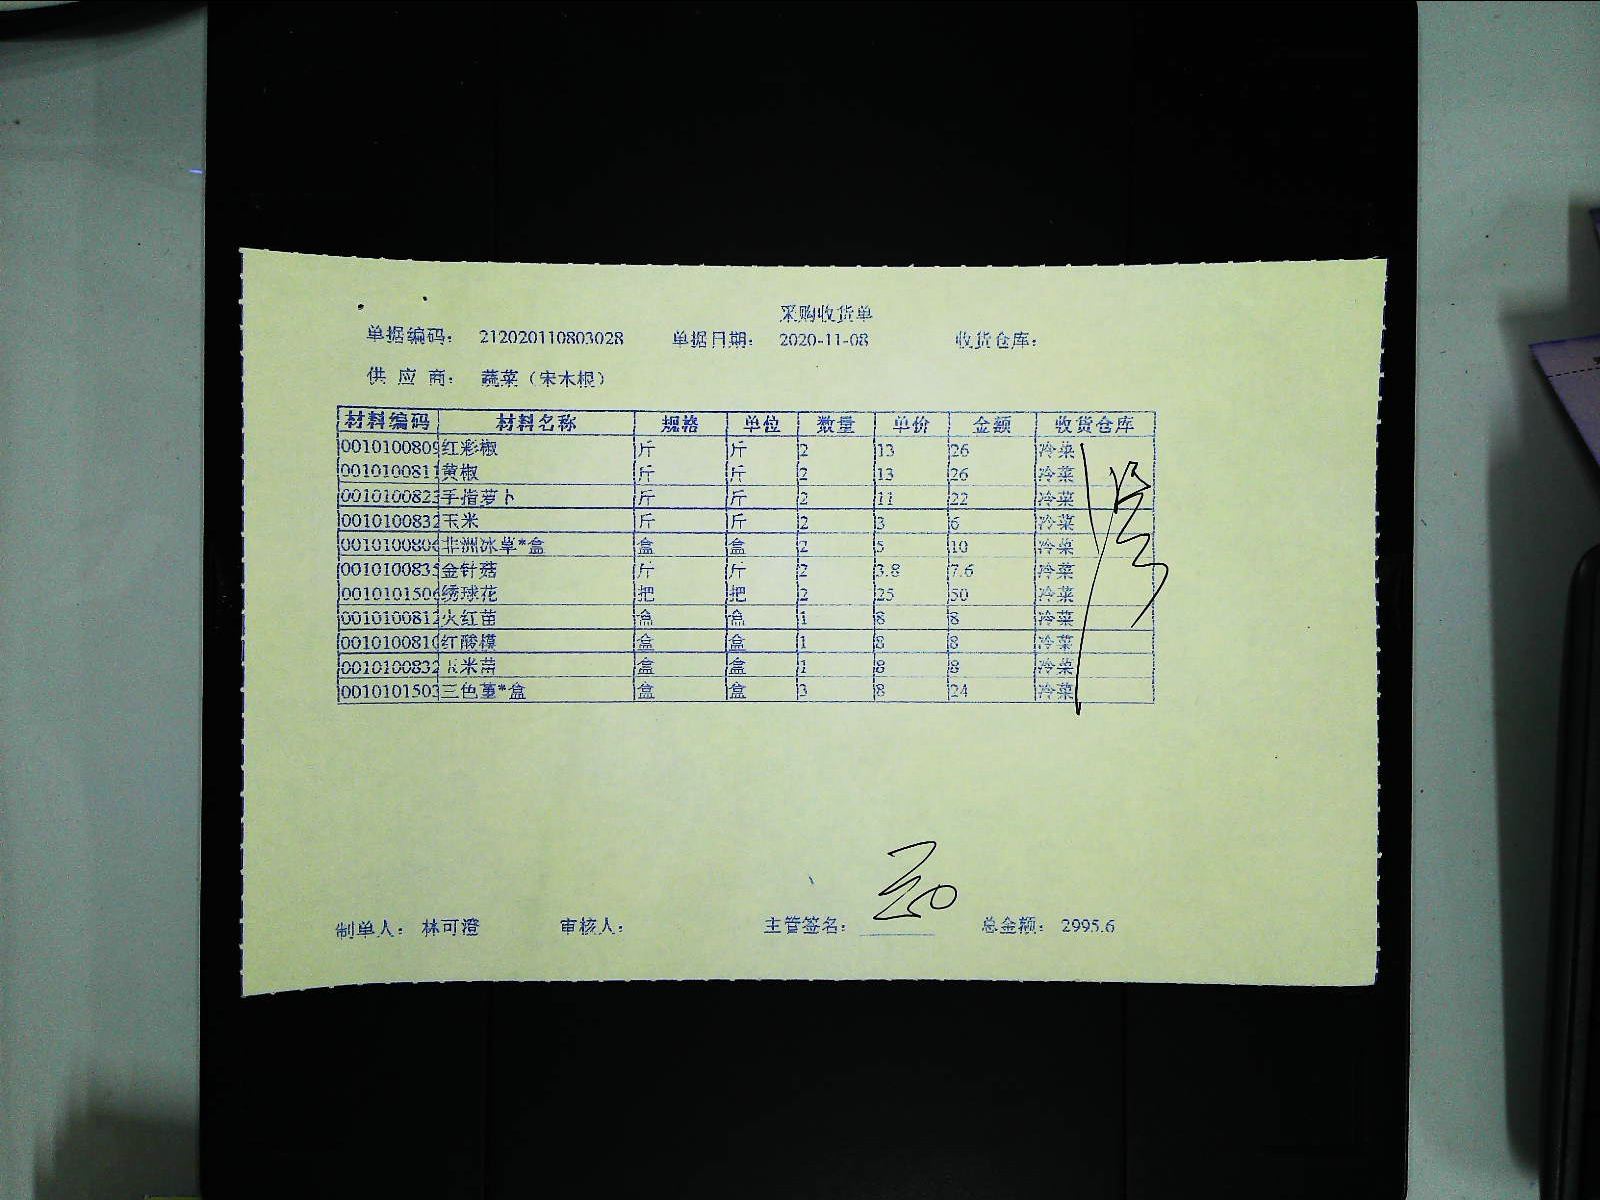 采购收货单
单据编码： 212020110803028 单据日期： 2020-11-08 收货仓库：
供 应 商： 蔬菜（宋木根）
材料编码 材料名称 规格 单位 数量 单价 金额 收货仓库
0010100809 红彩椒 斤 斤 2 13 26 冷菜
001010081 黄椒 斤 斤 2 13 26 冷菜
0010100823 手指萝卜 斤 斤 2 11 22 冷菜
0010100832 玉米 斤 斤 2 3 6 冷菜
0010100806 非洲冰草*盒 盒 盒 2 5 10 冷菜
0010100835 金针菇 斤 斤 2 3.8 7.6 冷菜
0010101506 绣球花 把 把 2 25 50 冷菜
0010100812 火红苗 盒 盒 1 8 8 冷菜
0010100810 红酸模 盒 盒 1 8 8 冷菜
0010100832 玉米苗 盒 盒 1 8 8 冷菜
0010101503 三色堇*盒 盒 盒 3 8 24 冷菜
制单人： 林可澄 审核人： 主管签名： 总金额： 2995.6